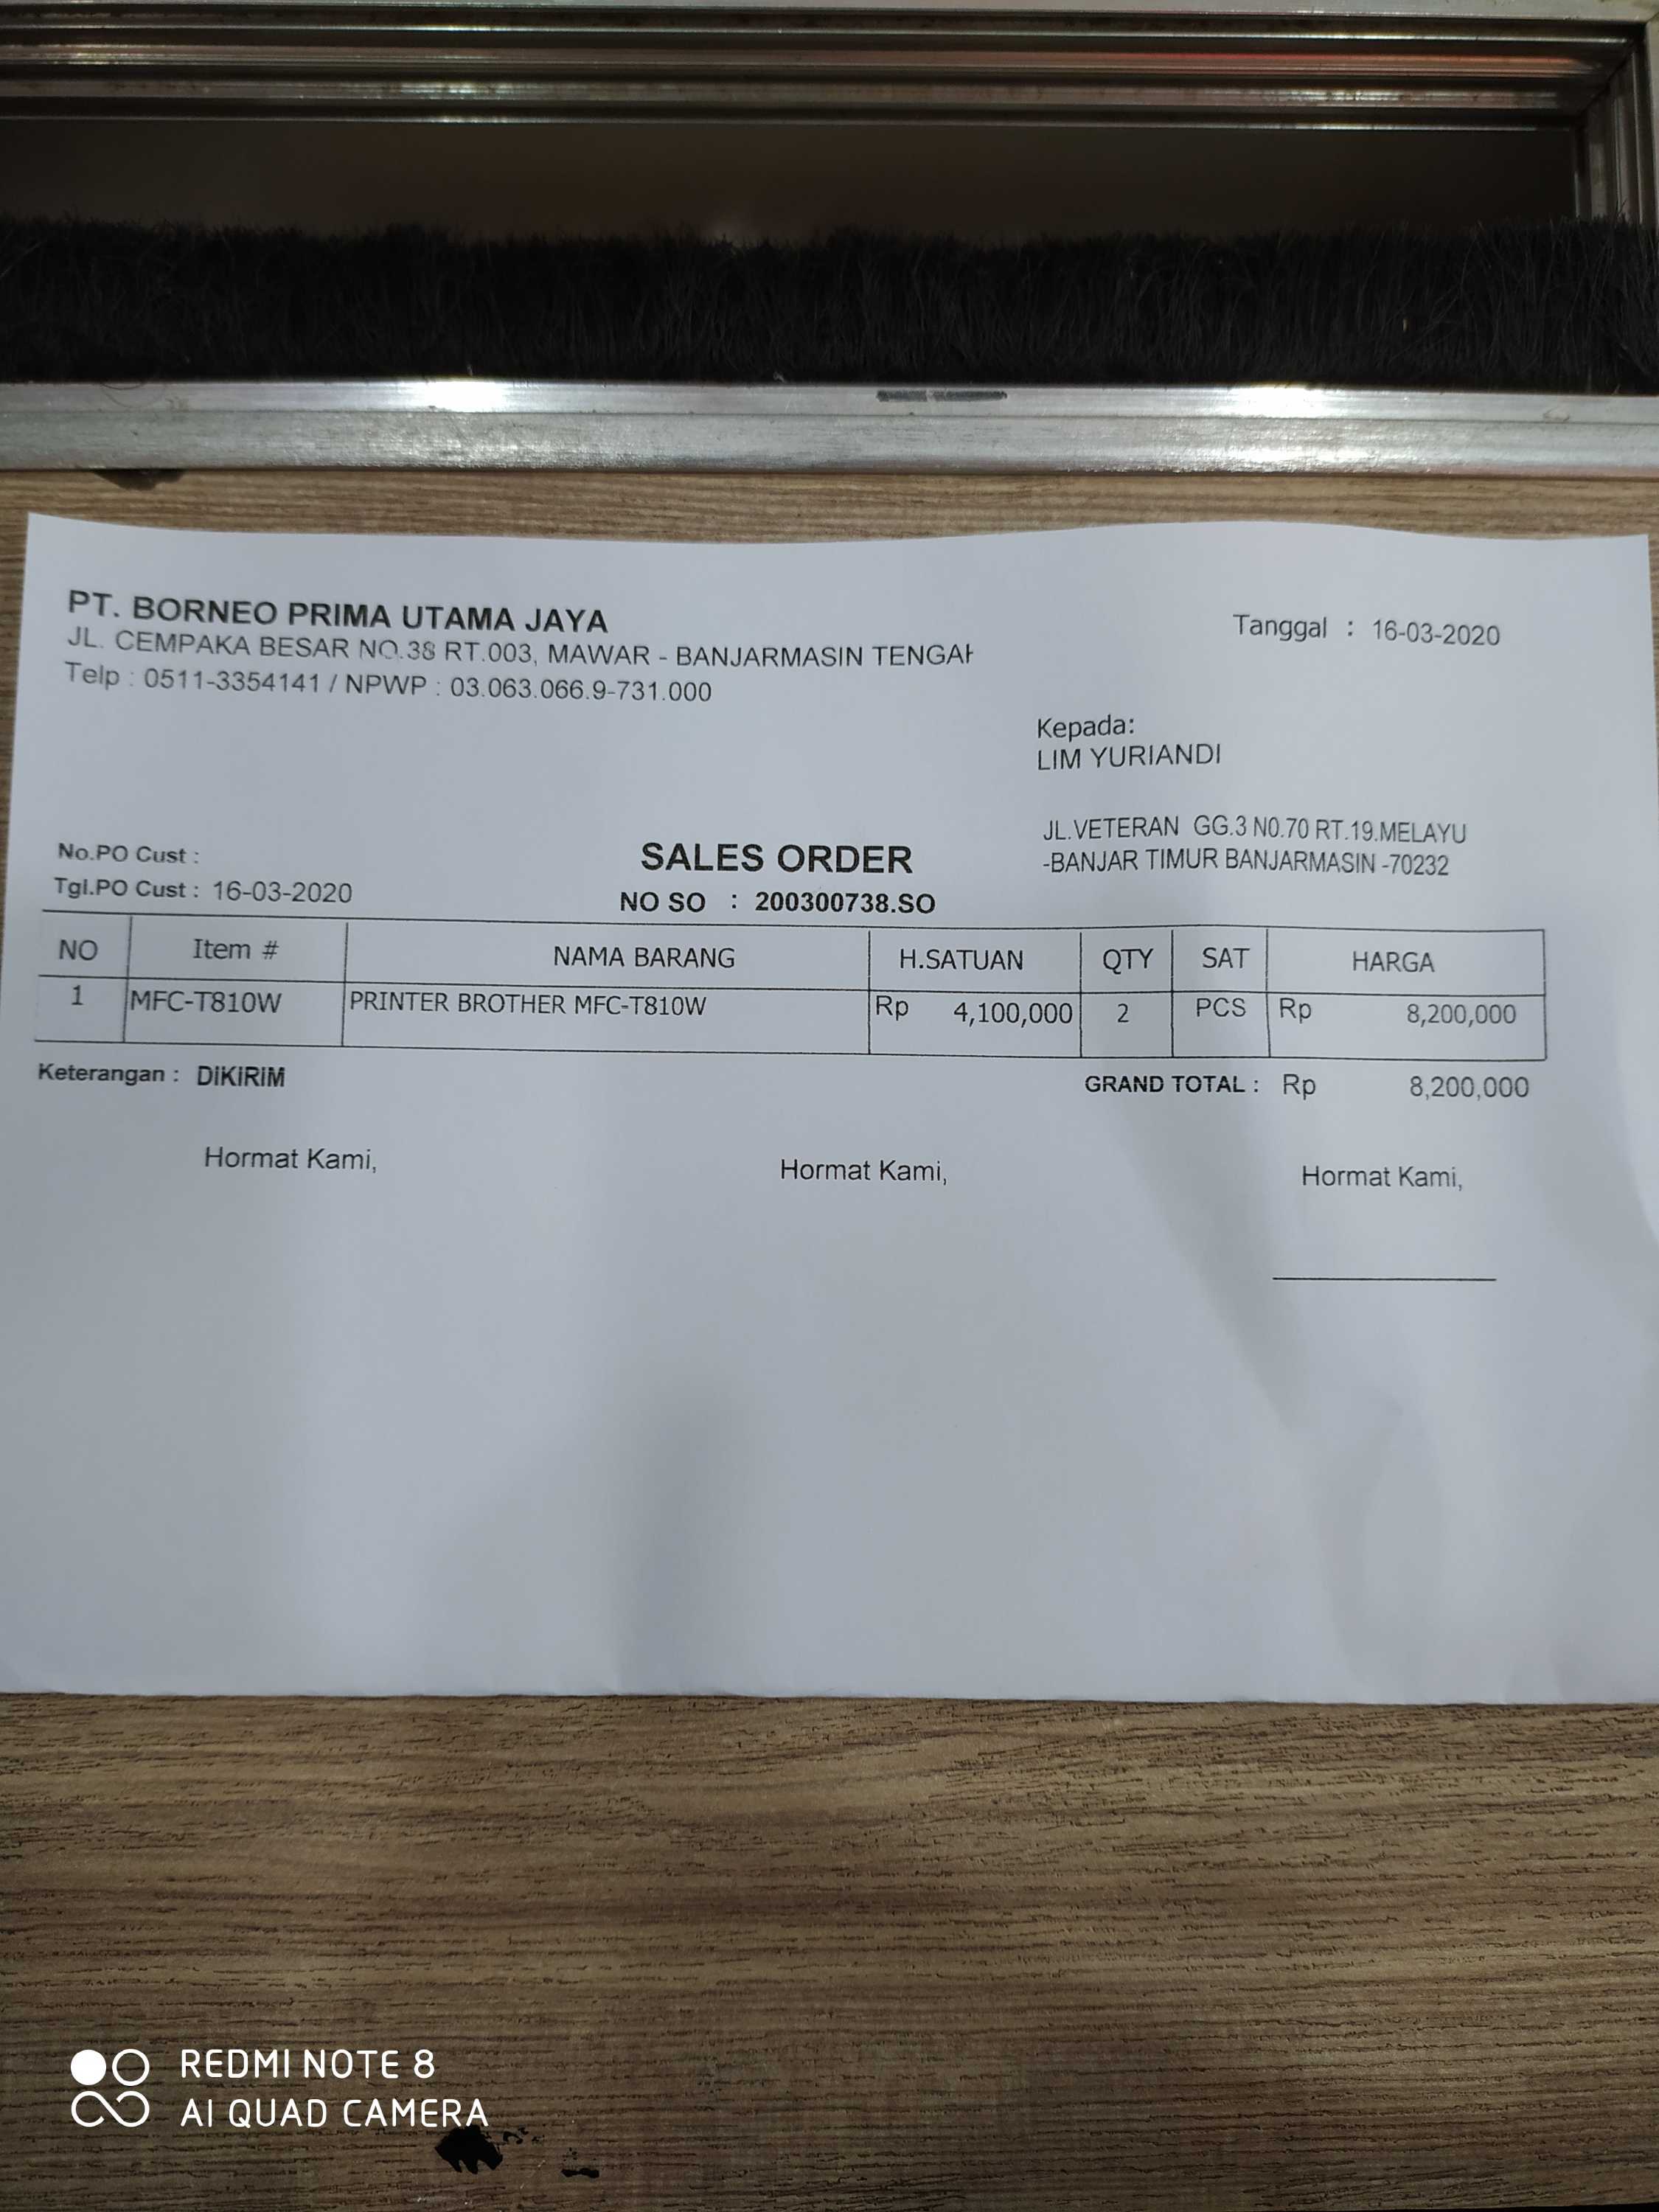 PT. BORNEO PRIMA UTAMA JAYA
JL. CEMPAKA BESAR NO.38 RT.003, MAWAR - BANJARMASIN TENGAH
Telp : 0511-3354141 / NPWP : 03.063.066.9-731.000
Tanggal : 16-03-2020
Kepada:
LIM YURIANDI
JL.VETERAN GG.3 N0.70 RT.19.MELAYU
-BANJAR TIMUR BANJARMASIN -70232
No.PO Cust :
Tgl.PO Cust : 16-03-2020
SALES ORDER
NO SO : 200300738.SO
NO Item # NAMA BARANG H.SATUAN QTY SAT HARGA
1 MFC-T810W PRINTER BROTHER MFC-T810W Rp 4,100,000 2 PCS Rp 8,200,000
Keterangan : DiKiRiM
GRAND TOTAL : Rp 8,200,000
Hormat Kami, Hormat Kami, Hormat Kami,
REDMI NOTE 8
AI QUAD CAMERA